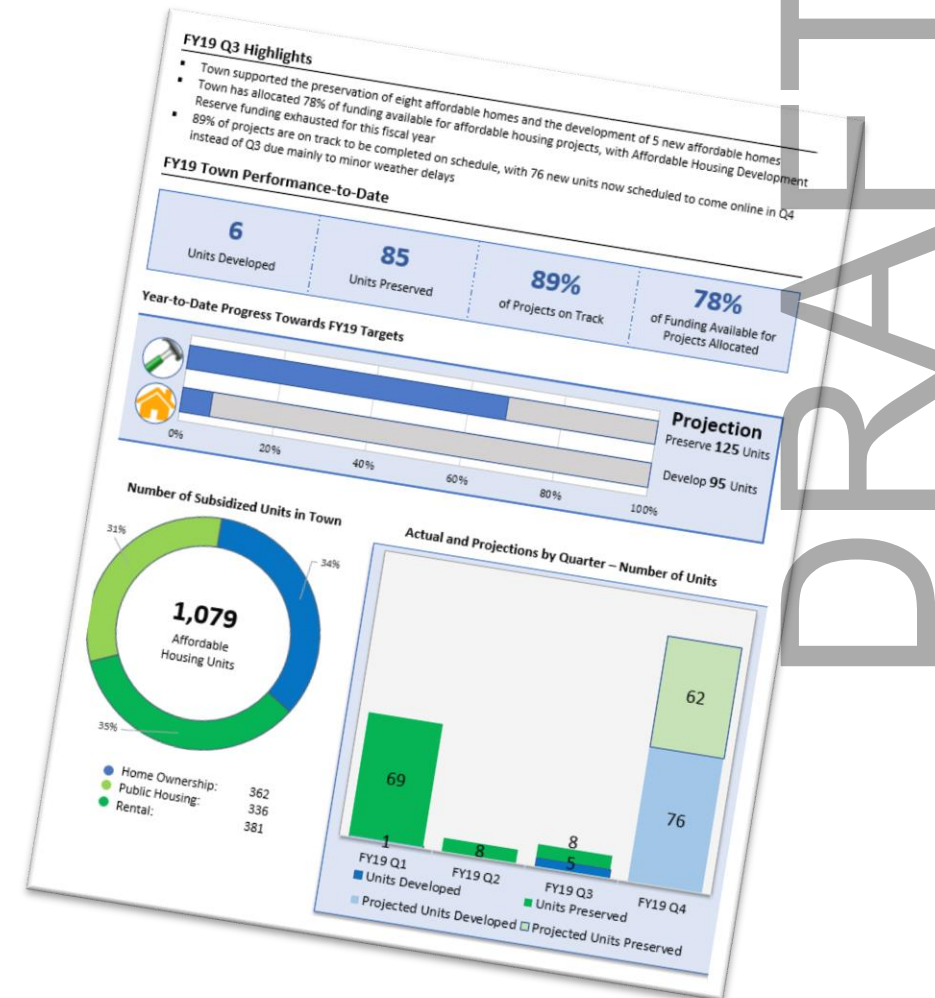 FY19 Q3 Highlights
▪ Town supported the preservation of eight affordable homes and the development of 5 new affordable homes
▪ Town has allocated 78% of funding available for affordable housing projects, with Affordable Housing Development
Reserve funding exhausted for this fiscal year
▪ 89% of projects are on track to be completed on schedule, with 76 new units now scheduled to come online in Q4
instead of Q3 due mainly to minor weather delays
FY19 Town Performance-to-Date
6
Units Developed
85
Units Preserved
89%
of Projects on Track
78%
of Funding Available for
Projects Allocated
Year-to-Date Progress Towards FY19 Targets
0%
20%
40%
60%
80%
100%
Projection
Preserve 125 Units
Develop 95 Units
Number of Subsidized Units in Town
31%
34%
35%
1,079
Affordable
Housing Units
Home Ownership: 362
Public Housing: 336
Rental: 381
Actual and Projections by Quarter – Number of Units
69
1
8
8
5
62
76
FY19 Q1
FY19 Q2
FY19 Q3
FY19 Q4
Units Developed
Units Preserved
Projected Units Developed
Projected Units Preserved
DRAFT